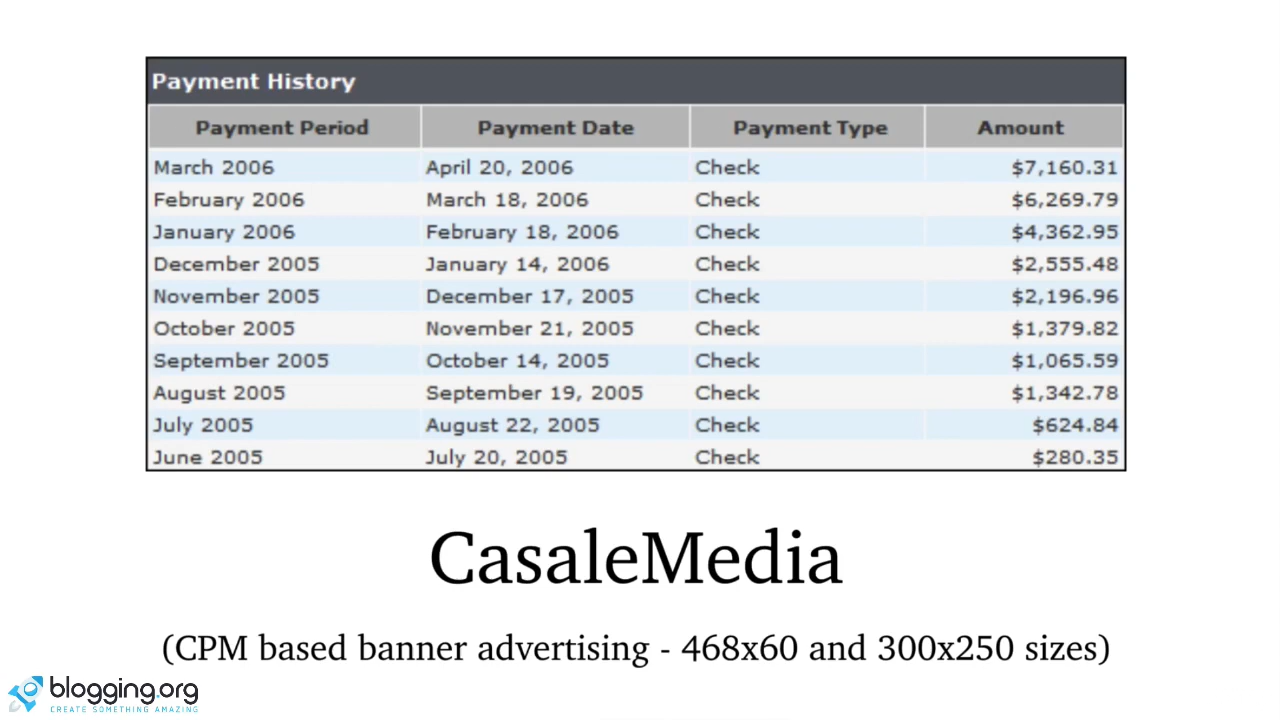 Payment History
Payment Period Payment Date Payment Type Amount
March 2006 April 20, 2006 Check $7,160.31
February 2006 March 18, 2006 Check $6,269.79
January 2006 February 18, 2006 Check $4,362.95
December 2005 January 14, 2006 Check $2,555.48
November 2005 December 17, 2005 Check $2,196.96
October 2005 November 21, 2005 Check $1,379.82
September 2005 October 14, 2005 Check $1,065.59
August 2005 September 19, 2005 Check $1,342.78
July 2005 August 22, 2005 Check $624.84
June 2005 July 20, 2005 Check $280.35
CasaleMedia
(CPM based banner advertising - 468x60 and 300x250 sizes)
blogging.org
CREATE SOMETHING AMAZING